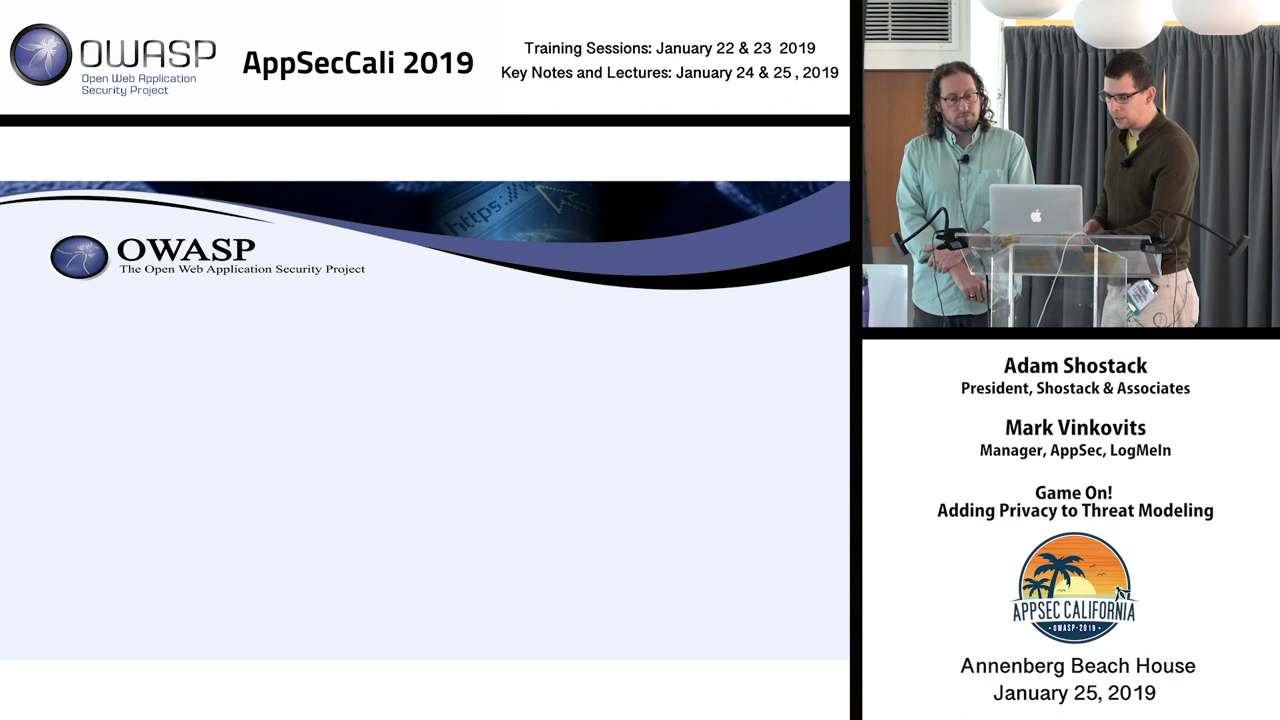 OWASP
Open Web Application
Security Project
AppSecCali 2019
Training Sessions: January 22 & 23 2019
Key Notes and Lectures: January 24 & 25 , 2019
https://
OWASP
The Open Web Application Security Project
Adam Shostack
President, Shostack & Associates
Mark Vinkovits
Manager, AppSec, LogMeIn
Game On!
Adding Privacy to Threat Modeling
APPSEC CALIFORNIA
• OWASP-2019 •
Annenberg Beach House
January 25, 2019